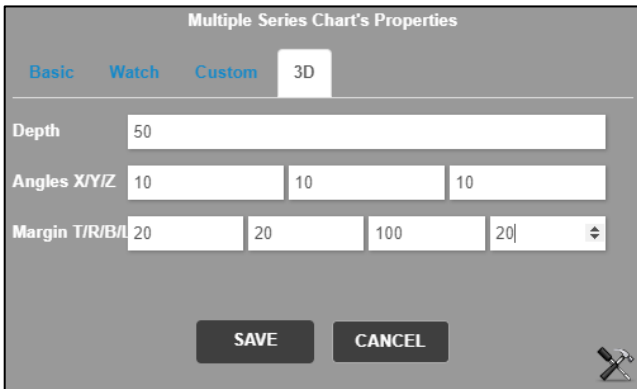 Multiple Series Chart's Properties
Basic Watch Custom 3D
Depth 50
Angles X/Y/Z 10 10 10
Margin T/R/B/L 20 20 100 20
SAVE CANCEL